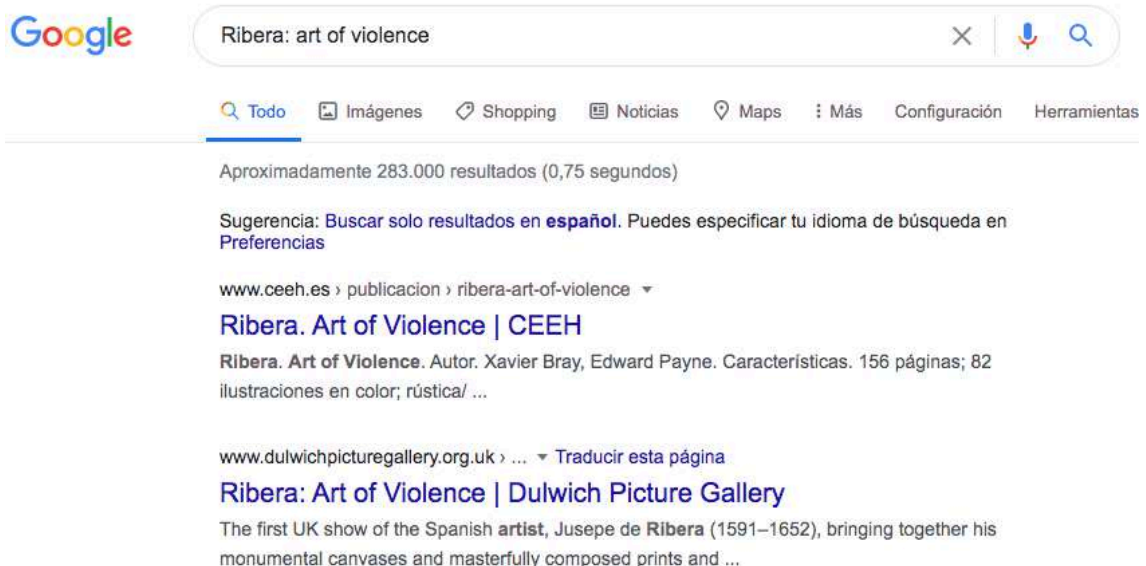 Google
Ribera: art of violence
Todo Imágenes Shopping Noticias Maps Más Configuración Herramientas
Aproximadamente 283.000 resultados (0,75 segundos)
Sugerencia: Buscar solo resultados en español. Puedes especificar tu idioma de búsqueda en
Preferencias
www.ceeh.es › publicacion › ribera-art-of-violence
Ribera. Art of Violence | CEEH
Ribera. Art of Violence. Autor. Xavier Bray, Edward Payne. Características. 156 páginas; 82
ilustraciones en color; rústica/ ...
www.dulwichpicturegallery.org.uk › ... Traducir esta página
Ribera: Art of Violence | Dulwich Picture Gallery
The first UK show of the Spanish artist, Jusepe de Ribera (1591–1652), bringing together his
monumental canvases and masterfully composed prints and ...